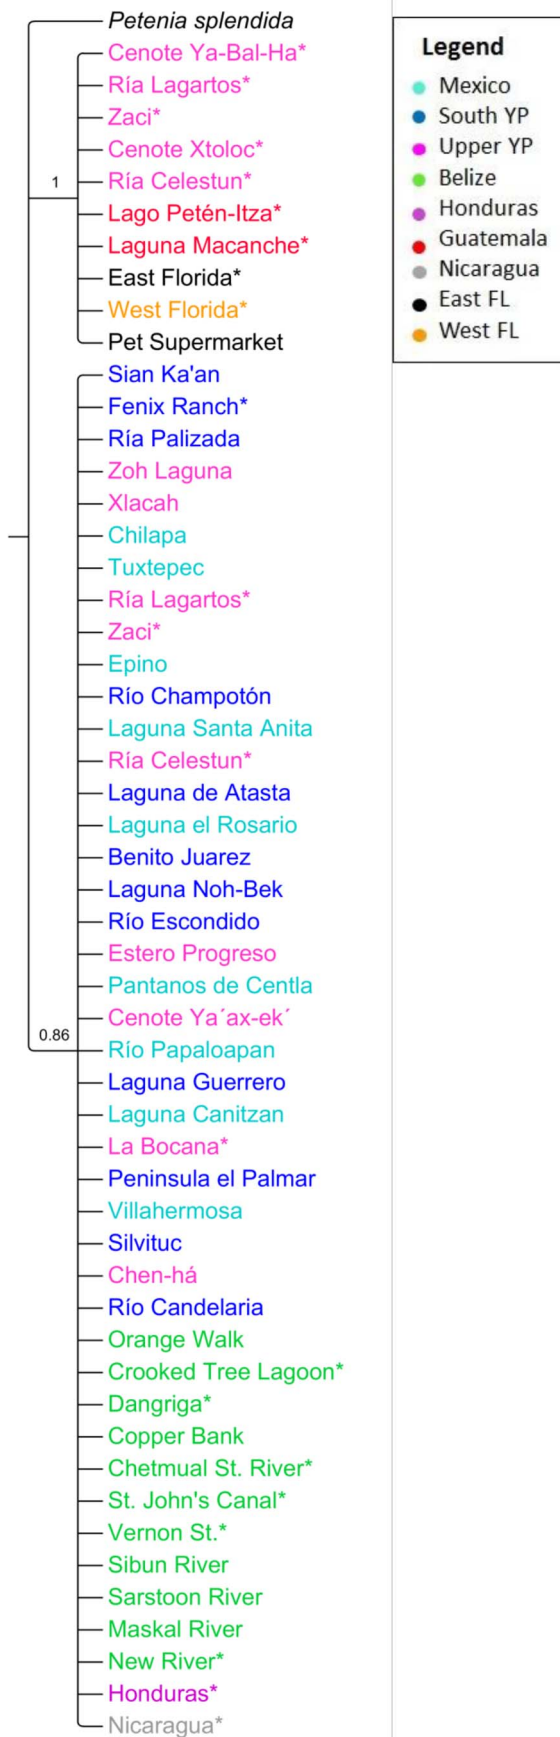 Petenia splendida
Cenote Ya-Bal-Ha*
Ría Lagartos*
Zaci*
Cenote Xtoloc*
1
Ría Celestun*
Lago Petén-Itza*
Laguna Macanche*
East Florida*
West Florida*
Pet Supermarket
Sian Ka'an
Fenix Ranch*
Ría Palizada
Zoh Laguna
Xlacah
Chilapa
Tuxtepec
Ría Lagartos*
Zaci*
Epino
Río Champotón
Laguna Santa Anita
Ría Celestun*
Laguna de Atasta
Laguna el Rosario
Benito Juarez
Laguna Noh-Bek
Río Escondido
Estero Progreso
Pantanos de Centla
Cenote Ya´ax-ek´
0.86
Río Papaloapan
Laguna Guerrero
Laguna Canitzan
La Bocana*
Peninsula el Palmar
Villahermosa
Silvituc
Chen-há
Río Candelaria
Orange Walk
Crooked Tree Lagoon*
Dangriga*
Copper Bank
Chetmual St. River*
St. John's Canal*
Vernon St.*
Sibun River
Sarstoon River
Maskal River
New River*
Honduras*
Nicaragua*
Legend
Mexico
South YP
Upper YP
Belize
Honduras
Guatemala
Nicaragua
East FL
West FL